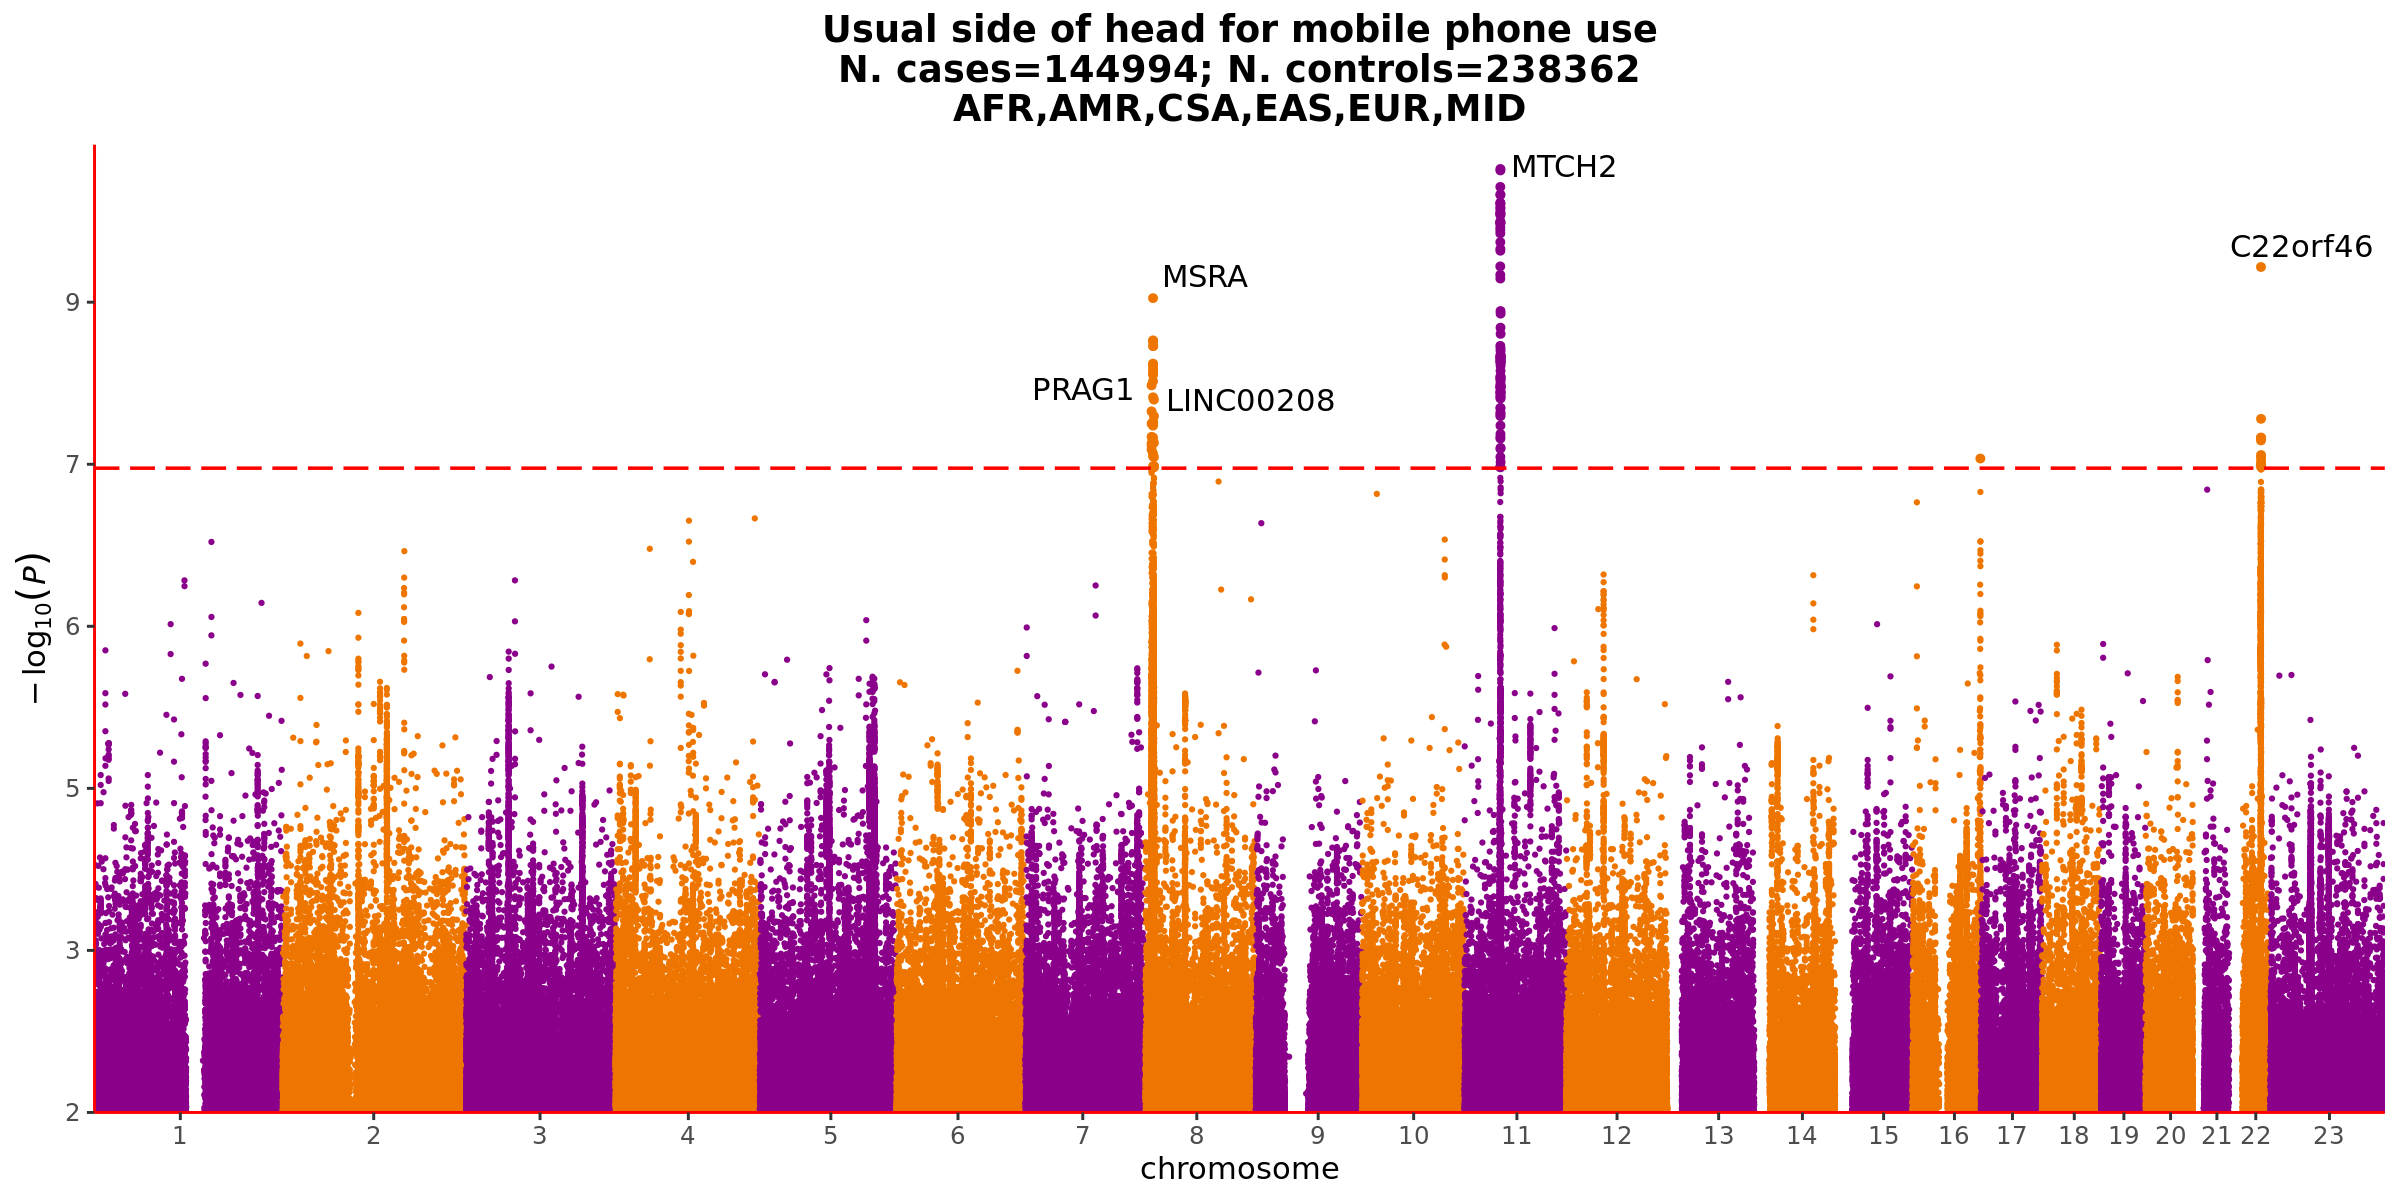 Usual side of head for mobile phone use
N. cases=144994; N. controls=238362
AFR,AMR,CSA,EAS,EUR,MID
MTCH2
C22orf46
MSRA
PRAG1
LINC00208
9
7
6
5
3
2
−log10(P)
1 2 3 4 5 6 7 8 9 10 11 12 13 14 15 16 17 18 19 20 21 22 23
chromosome